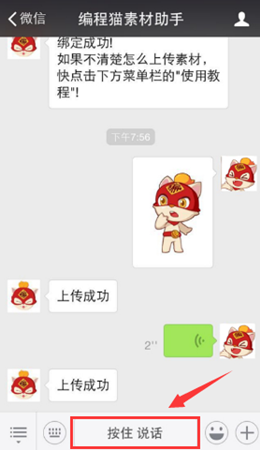 微信
编程猫素材助手
绑定成功!
如果不清楚怎么上传素材，
快点击下方菜单栏的"使用教
程"!
下午7:56
上传成功
2''
上传成功
按住 说话